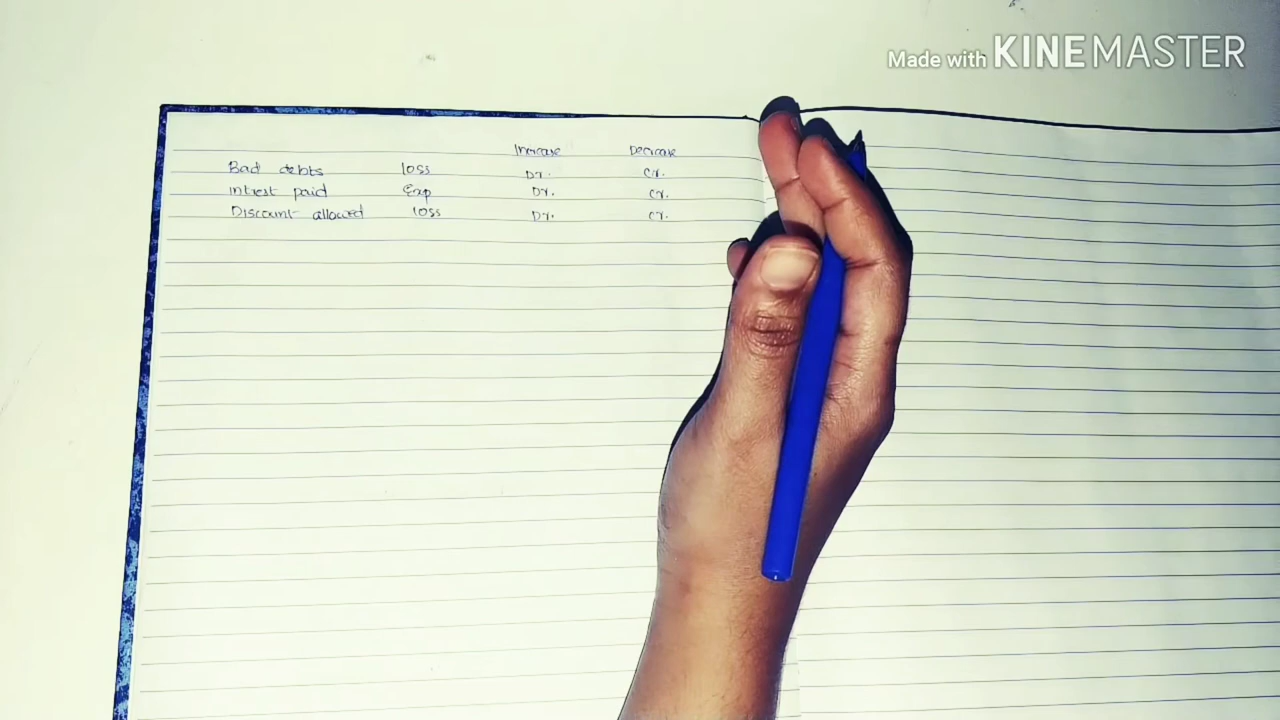 Made with KINEMASTER
Increase Decrease
Bad debts loss Dr. Cr.
Intrest paid Exp Dr. Cr.
Discount allowed loss Dr. Cr.